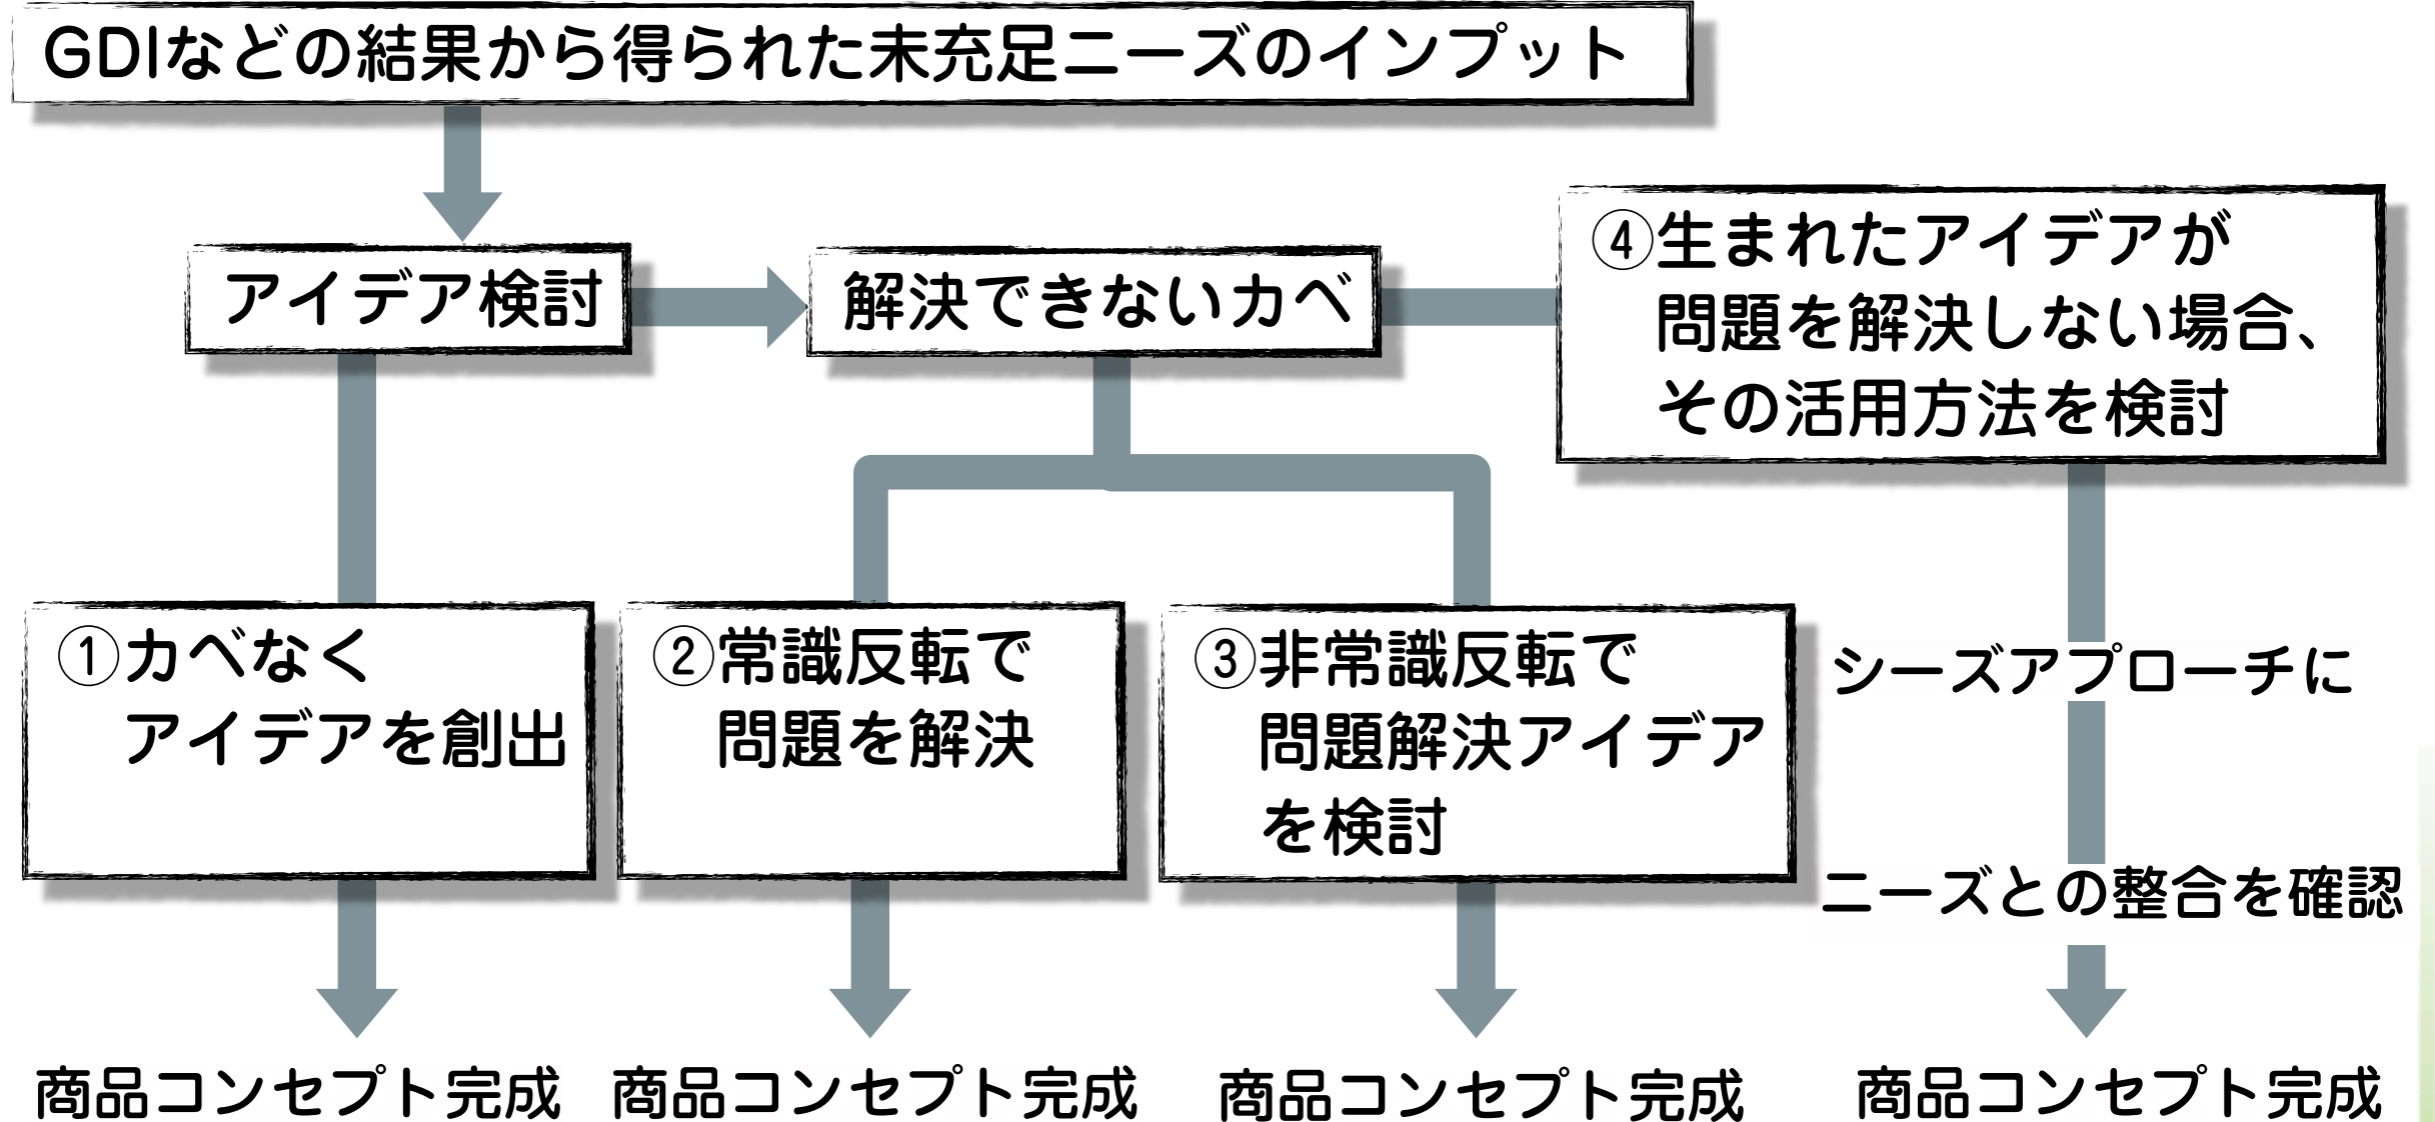 GDIなどの結果から得られた未充足ニーズのインプット
アイデア検討
解決できないカベ
④生まれたアイデアが
問題を解決しない場合、
その活用方法を検討
①カベなく
アイデアを創出
②常識反転で
問題を解決
③非常識反転で
問題解決アイデア
を検討
シーズアプローチに
ニーズとの整合を確認
商品コンセプト完成
商品コンセプト完成
商品コンセプト完成
商品コンセプト完成